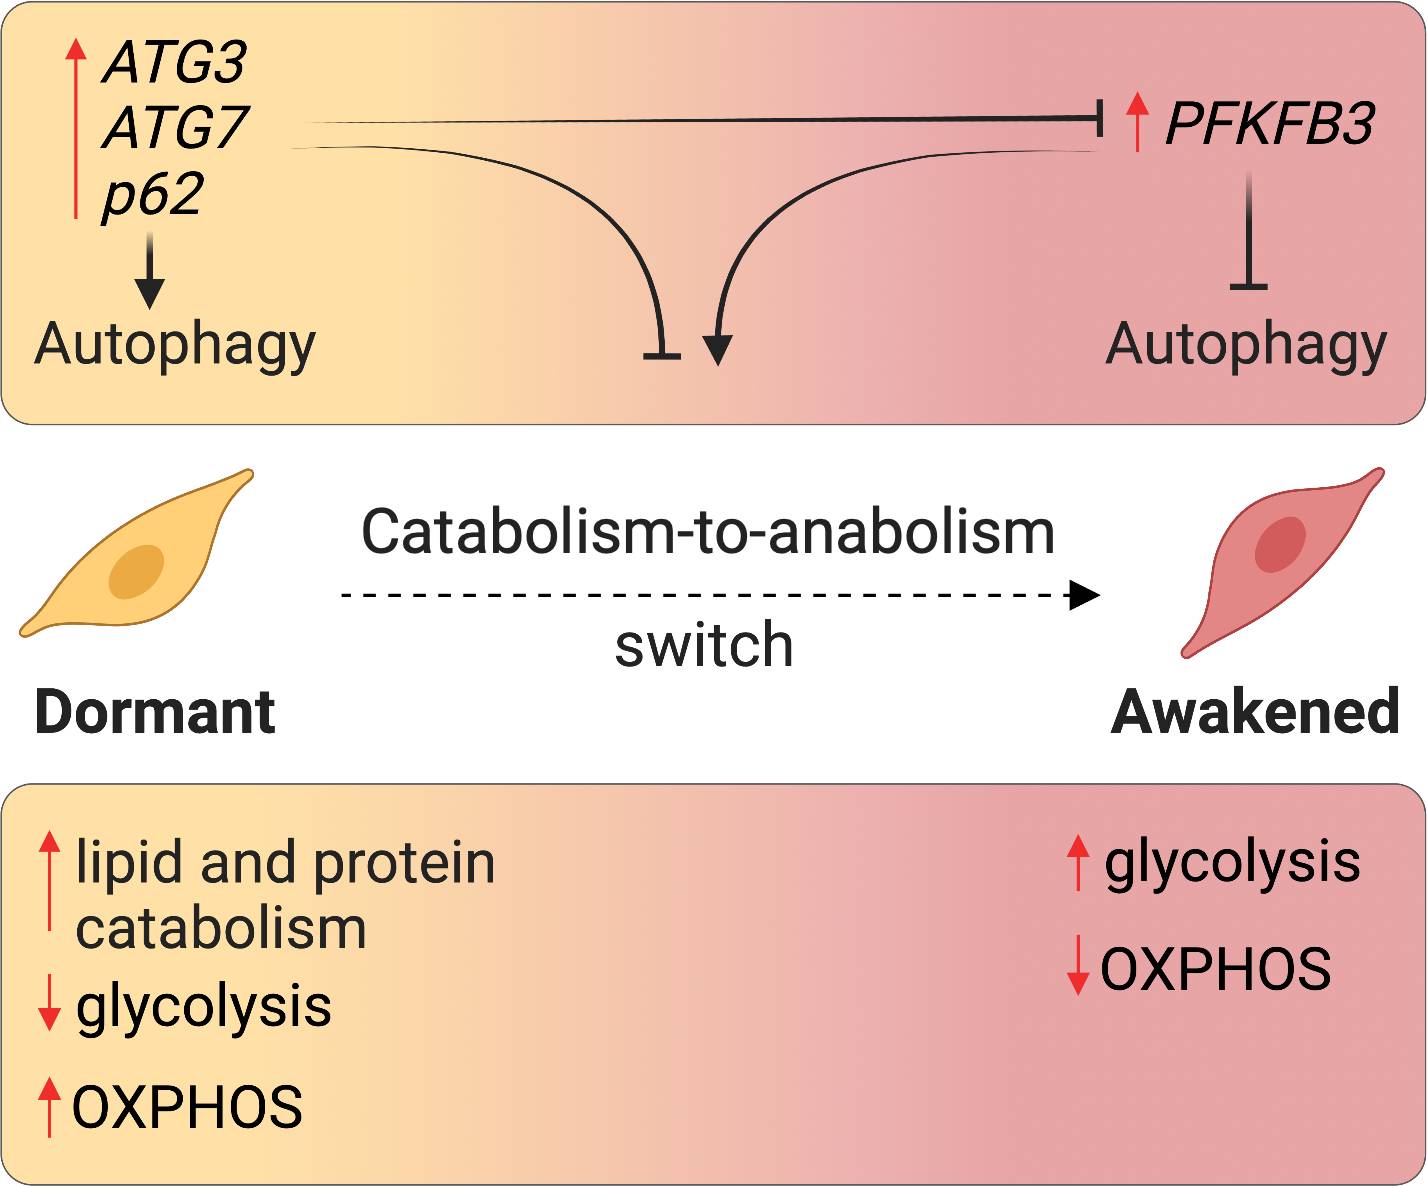 ATG3
ATG7
p62
PFKFB3
Autophagy
Autophagy
Catabolism-to-anabolism
switch
Dormant
Awakened
lipid and protein
catabolism
glycolysis
OXPHOS
glycolysis
OXPHOS